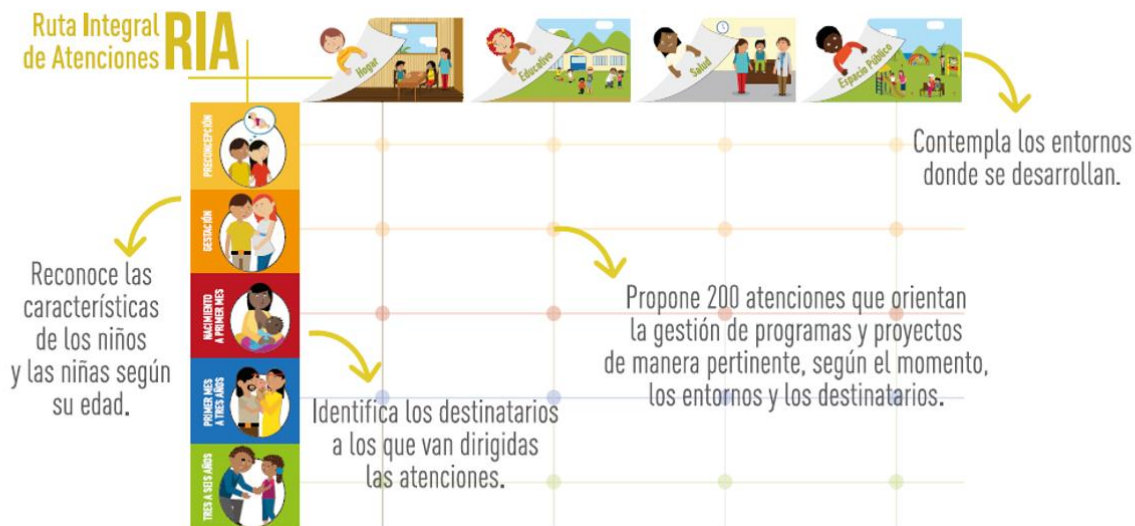 Ruta Integral
de Atenciones RIA
Hogar
Educativo
Salud
Espacio Público
Contempla los entornos
donde se desarrollan.
PRECONCEPCIÓN
GESTACIÓN
NACIMIENTO
A PRIMER MES
PRIMER MES
A TRES AÑOS
TRES A SEIS AÑOS
Reconoce las
características
de los niños
y las niñas según
su edad.
Identifica los destinatarios
a los que van dirigidas
las atenciones.
Propone 200 atenciones que orientan
la gestión de programas y proyectos
de manera pertinente, según el momento,
los entornos y los destinatarios.